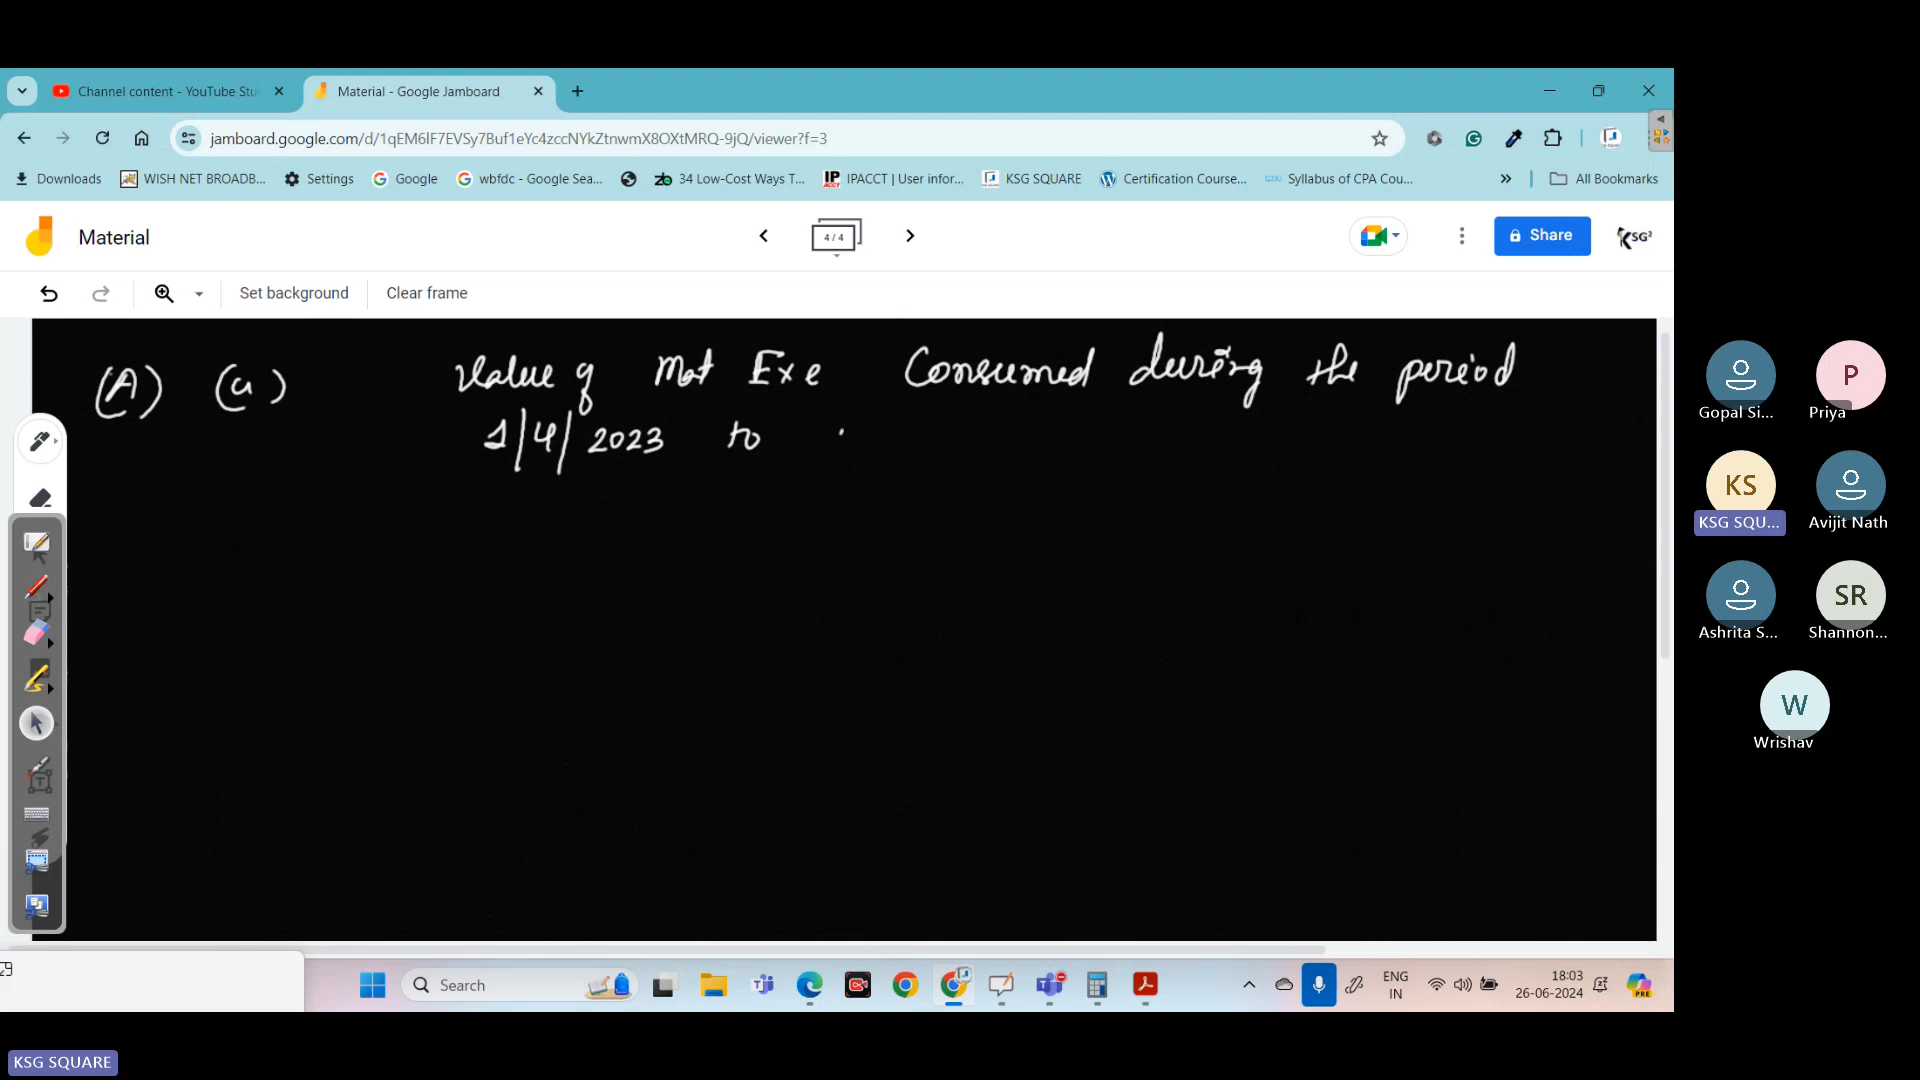 Channel content - YouTube Stu
Material - Google Jamboard
jamboard.google.com/d/1qEM6lF7EVSy7Buf1eYc4zccNYkZtnwmX8OXtMRQ-9jQ/viewer?f=3
Downloads WISH NET BROADB... Settings Google wbfdc - Google Sea... 34 Low-Cost Ways T... IPACCT | User infor... KSG SQUARE Certification Course... Syllabus of CPA Cou... » All Bookmarks
Material 4 / 4 Share KSG²
Set background Clear frame
(A) (a) Value of Mat Exe Consumed during the period
1/4/2023 to
Gopal Si... P Priya
KS KSG SQU... Avijit Nath
Ashrita S... SR Shannon...
W Wrishav
Search
ENG IN
18:03
26-06-2024
KSG SQUARE